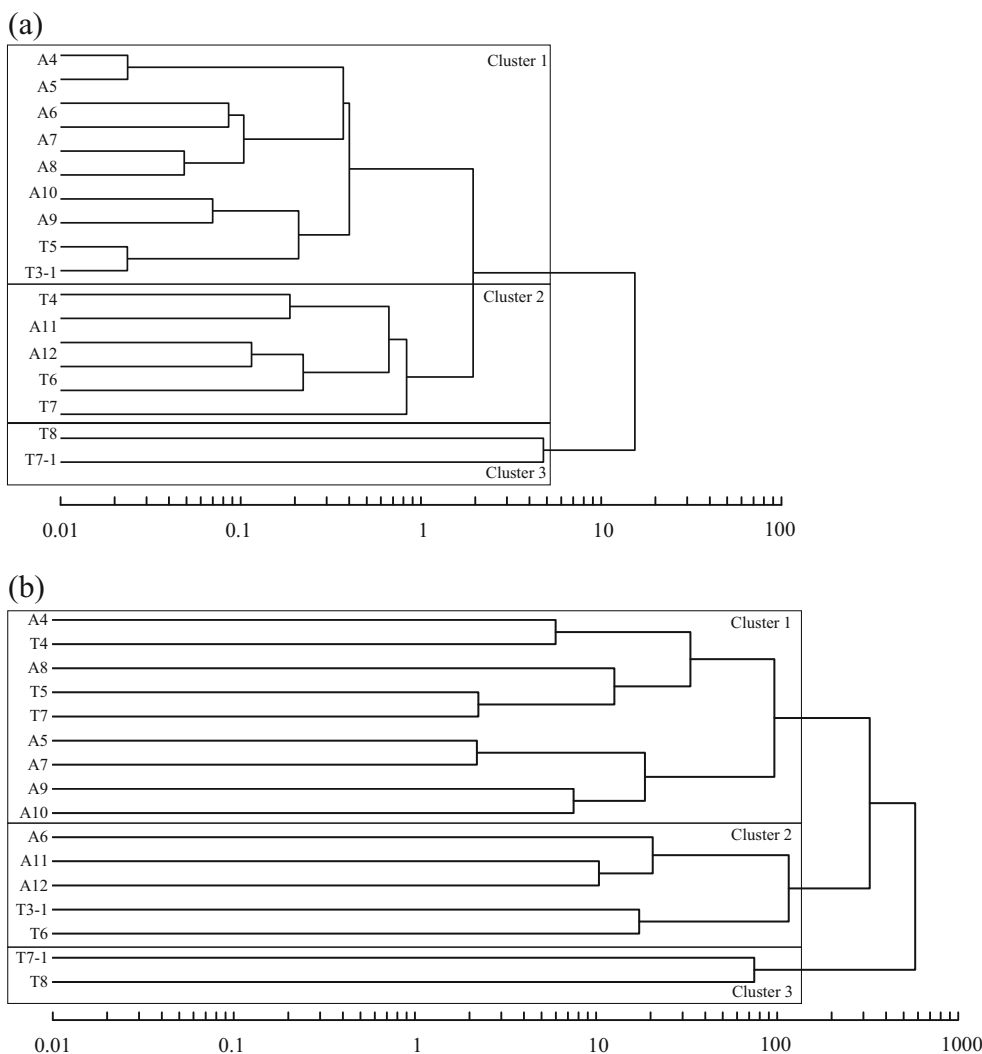 (a)
Cluster 1
A4
A5
A6
A7
A8
A10
A9
T5
T3-1
Cluster 2
T4
A11
A12
T6
T7
T8
T7-1
Cluster 3
0.01 0.1 1 10 100
(b)
A4
Cluster 1
T4
A8
T5
T7
A5
A7
A9
A10
A6
Cluster 2
A11
A12
T3-1
T6
T7-1
T8
Cluster 3
0.01 0.1 1 10 100 1000